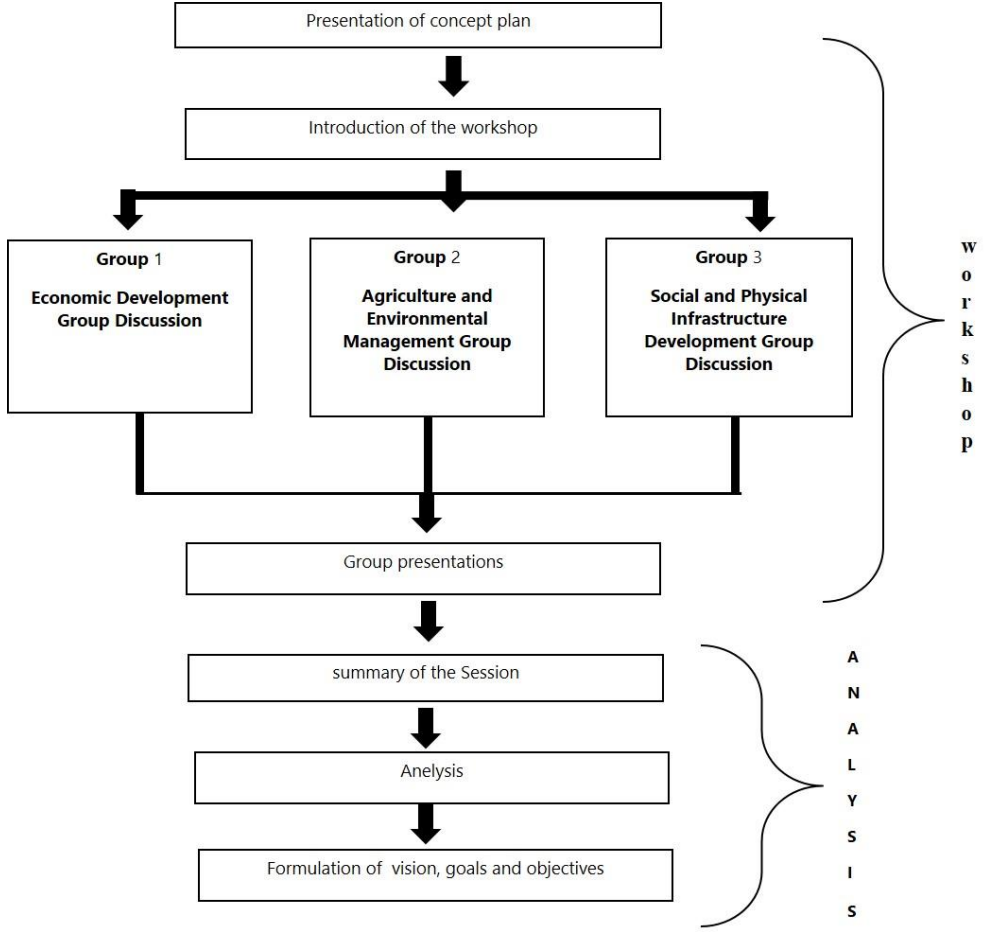 Presentation of concept plan
Introduction of the workshop
Group 1
Economic Development
Group Discussion
Group 2
Agriculture and
Environmental
Management Group
Discussion
Group 3
Social and Physical
Infrastructure
Development Group
Discussion
workshop
Group presentations
summary of the Session
Anelysis
Formulation of vision, goals and objectives
ANALYSIS